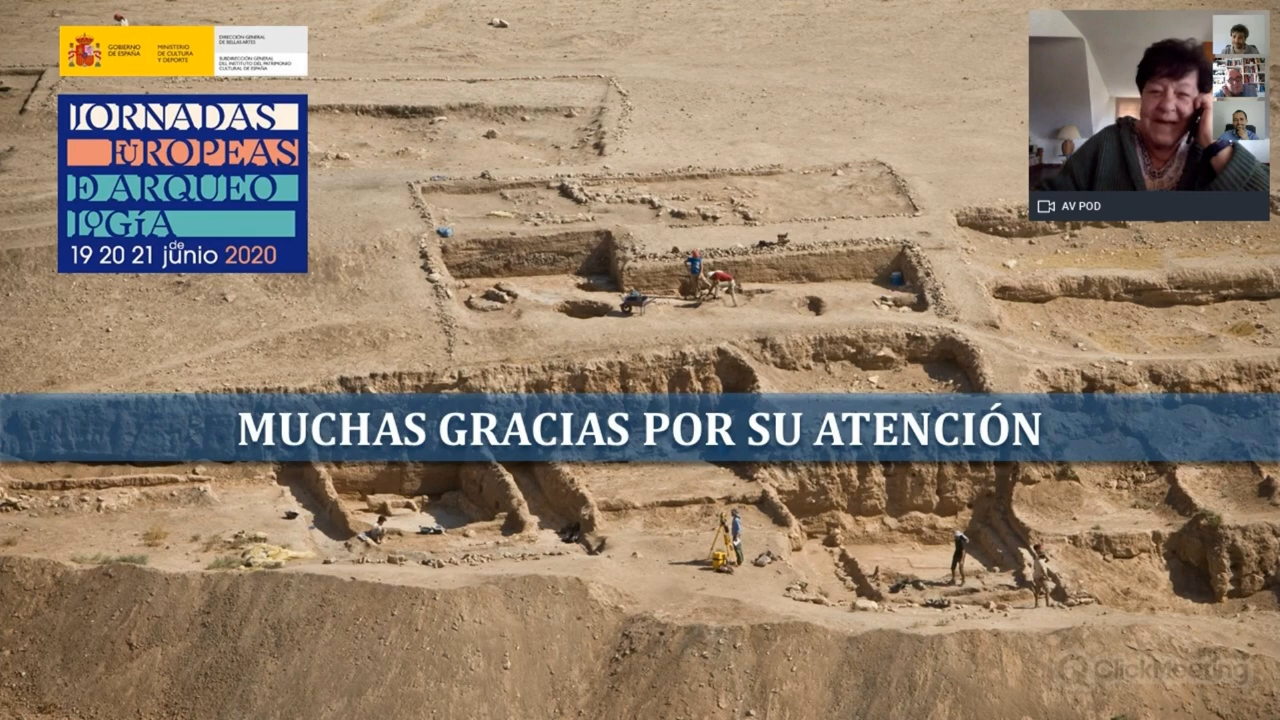 GOBIERNO
DE ESPAÑA
MINISTERIO
DE CULTURA
Y DEPORTE
DIRECCIÓN GENERAL
DE BELLAS ARTES
SUBDIRECCIÓN GENERAL
DEL INSTITUTO DEL PATRIMONIO
CULTURAL DE ESPAÑA
JORNADAS
EUROPEAS
DE ARQUEO
LOGÍA
19 20 21 de junio 2020
AV POD
MUCHAS GRACIAS POR SU ATENCIÓN
ClickMeeting